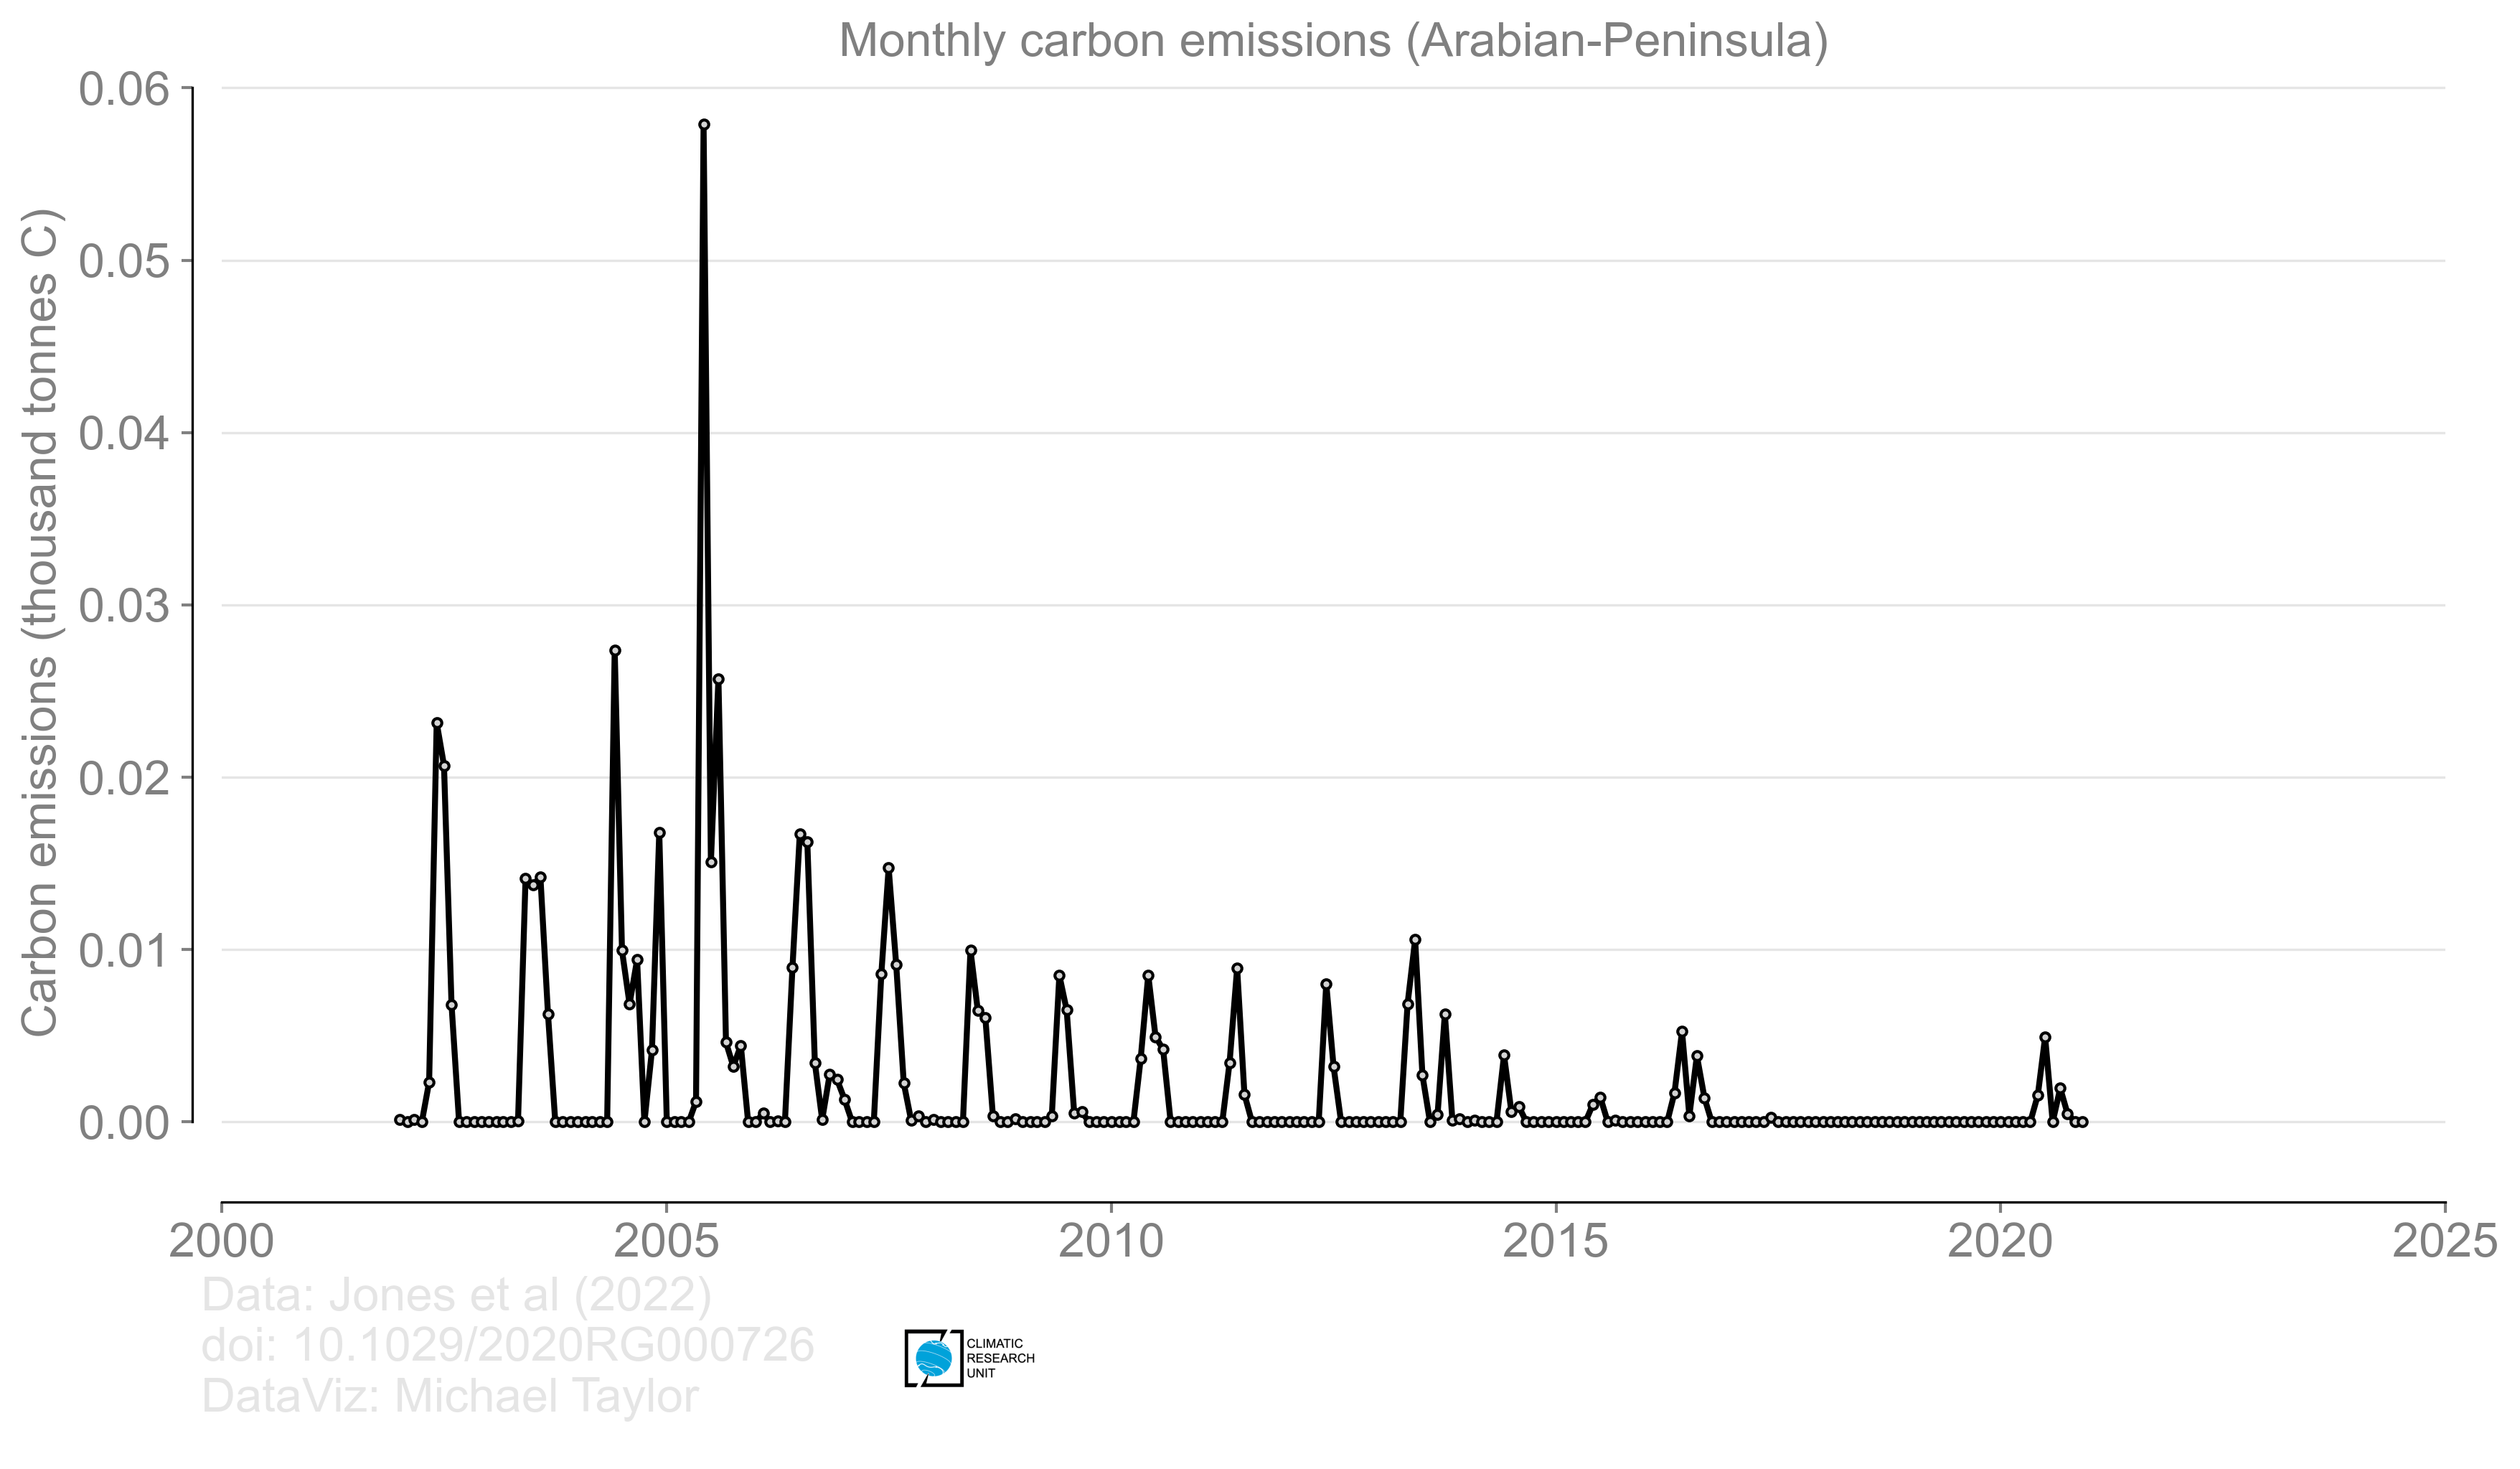 Monthly carbon emissions (Arabian-Peninsula)
Carbon emissions (thousand tonnes C)
0.06
0.05
0.04
0.03
0.02
0.01
0.00
2000 2005 2010 2015 2020 2025
Data: Jones et al (2022)
doi: 10.1029/2020RG000726
DataViz: Michael Taylor
CLIMATIC
RESEARCH
UNIT